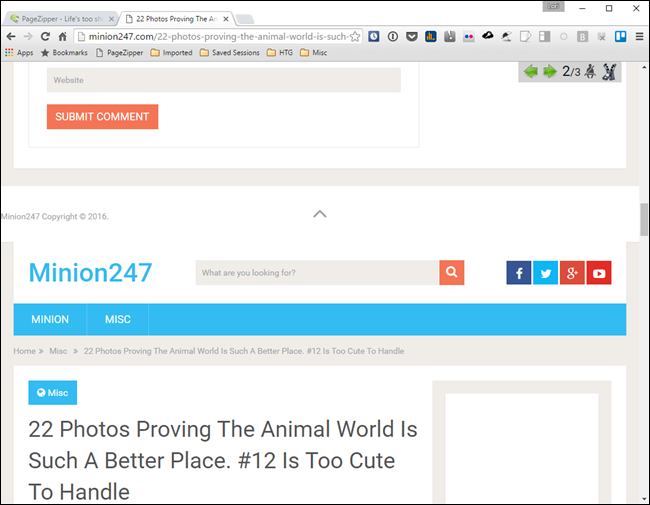 Lori
PageZipper - Life's too sh
22 Photos Proving The An
minion247.com/22-photos-proving-the-animal-world-is-such-
Apps
Bookmarks
PageZipper
Imported
Saved Sessions
HTG
Misc
2/3
Website
SUBMIT COMMENT
Minion247 Copyright © 2016.
Minion247
What are you looking for?
MINION
MISC
Home » Misc » 22 Photos Proving The Animal World Is Such A Better Place. #12 Is Too Cute To Handle
Misc
22 Photos Proving The Animal World Is
Such A Better Place. #12 Is Too Cute
To Handle